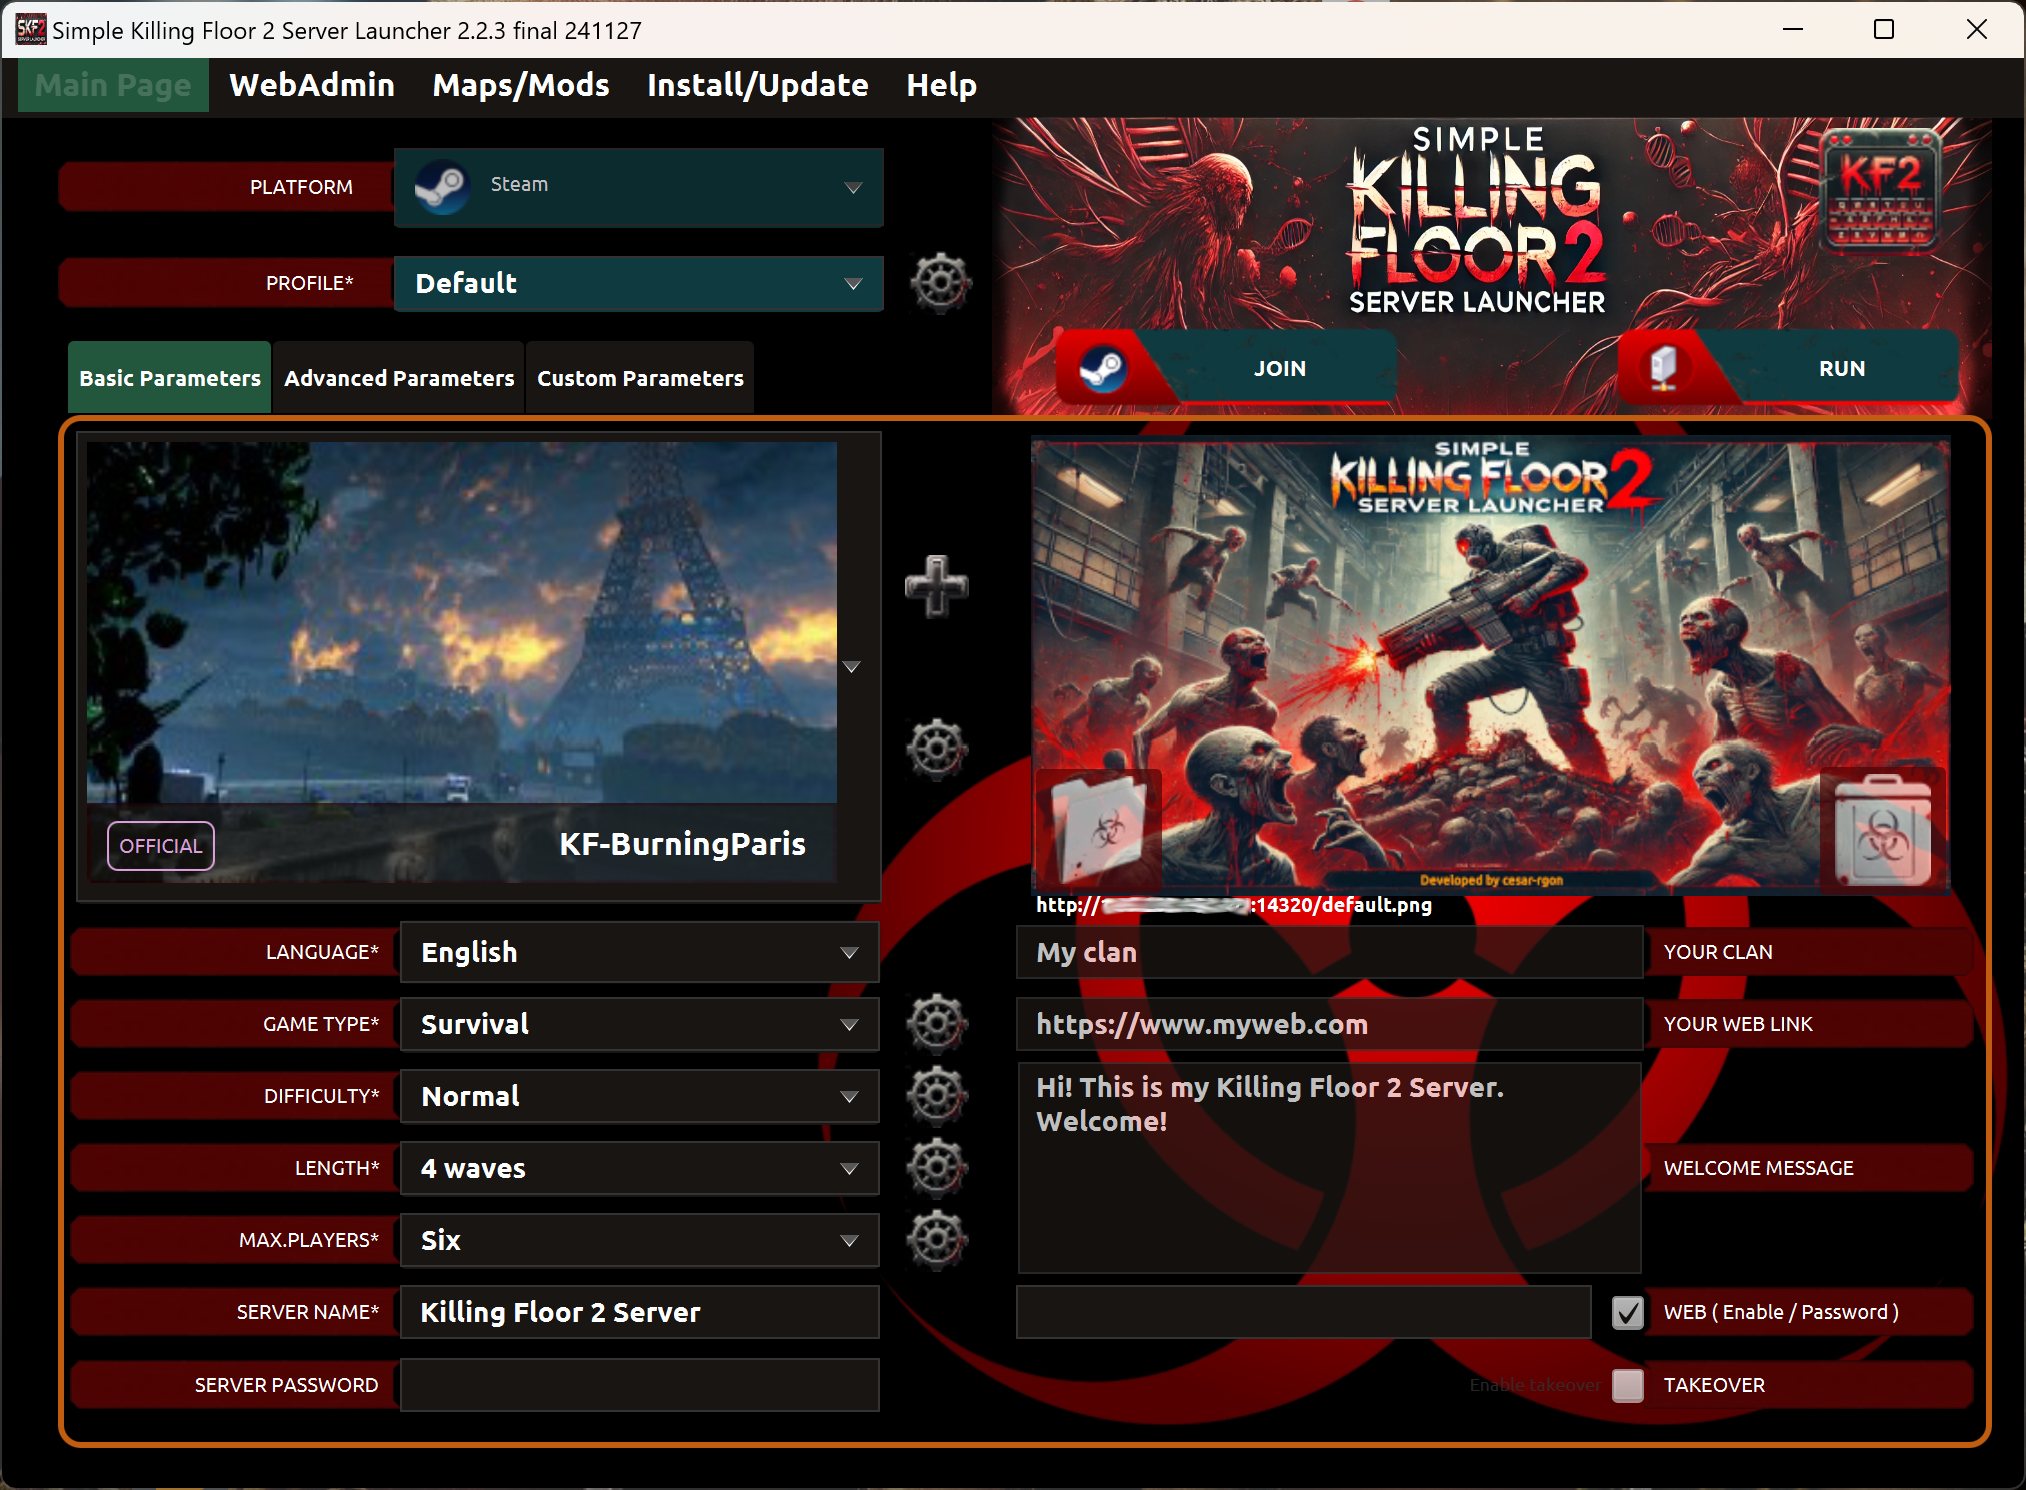 Simple Killing Floor 2 Server Launcher 2.2.3 final 241127
Main Page WebAdmin Maps/Mods Install/Update Help
PLATFORM Steam
PROFILE* Default
SIMPLE
KILLING
FLOOR 2
SERVER LAUNCHER
KF2
JOIN
RUN
Basic Parameters Advanced Parameters Custom Parameters
OFFICIAL KF-BurningParis
SIMPLE
KILLING FLOOR 2
SERVER LAUNCHER
Developed by cesar-rgon
http:// :14320/default.png
LANGUAGE* English
GAME TYPE* Survival
DIFFICULTY* Normal
LENGTH* 4 waves
MAX.PLAYERS* Six
SERVER NAME* Killing Floor 2 Server
SERVER PASSWORD
My clan YOUR CLAN
https://www.myweb.com YOUR WEB LINK
Hi! This is my Killing Floor 2 Server.
Welcome!
WELCOME MESSAGE
WEB ( Enable / Password )
Enable takeover TAKEOVER